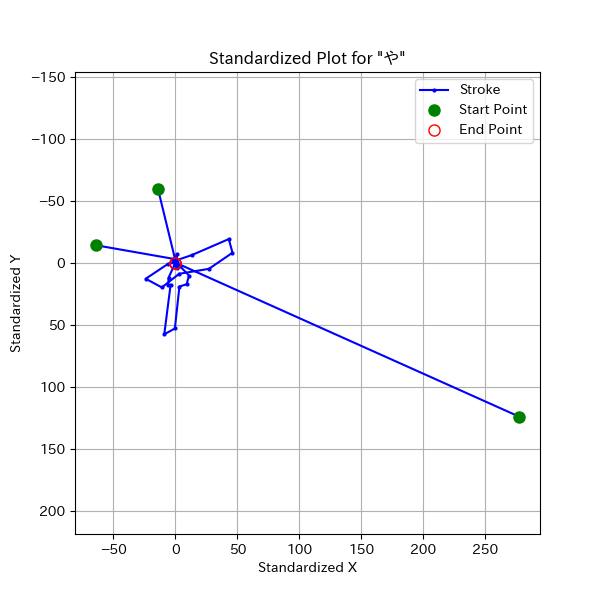 Standardized Plot for "や"
Stroke
Start Point
End Point
−150
−100
−50
0
50
100
150
200
Standardized Y
−50 0 50 100 150 200 250
Standardized X